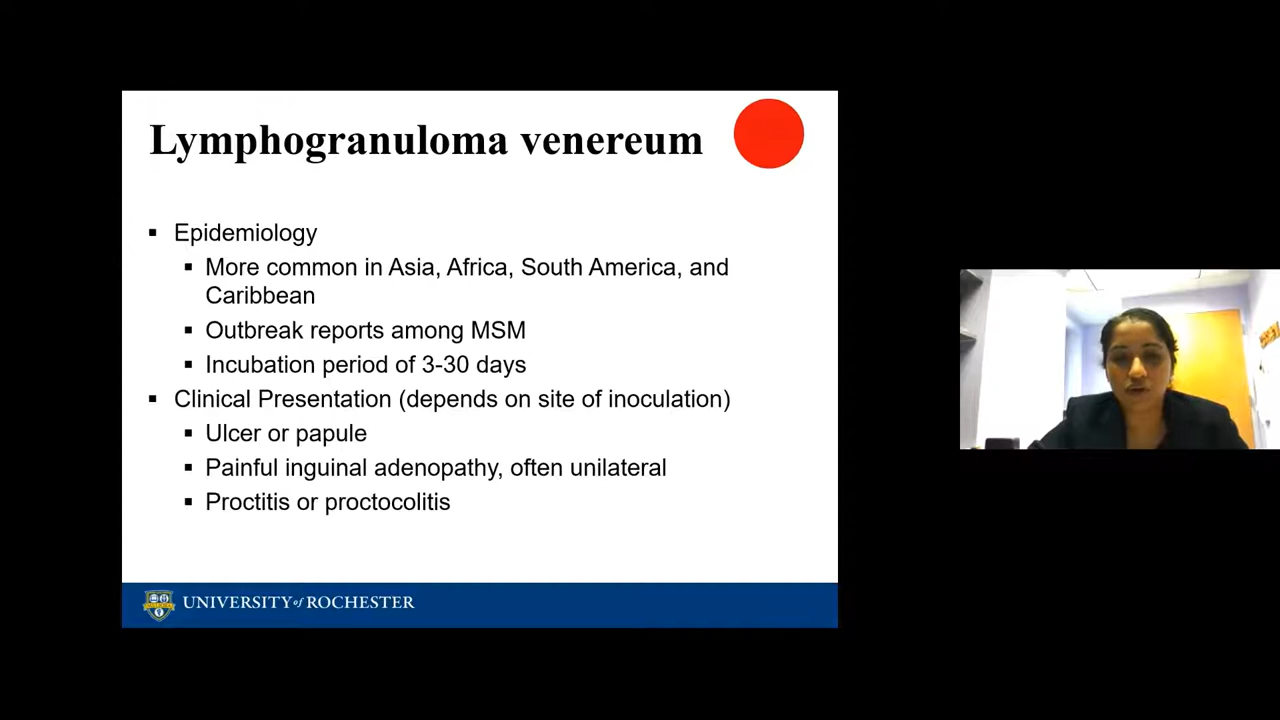 Lymphogranuloma venereum
▪ Epidemiology
▪ More common in Asia, Africa, South America, and
Caribbean
▪ Outbreak reports among MSM
▪ Incubation period of 3-30 days
▪ Clinical Presentation (depends on site of inoculation)
▪ Ulcer or papule
▪ Painful inguinal adenopathy, often unilateral
▪ Proctitis or proctocolitis
UNIVERSITY of ROCHESTER